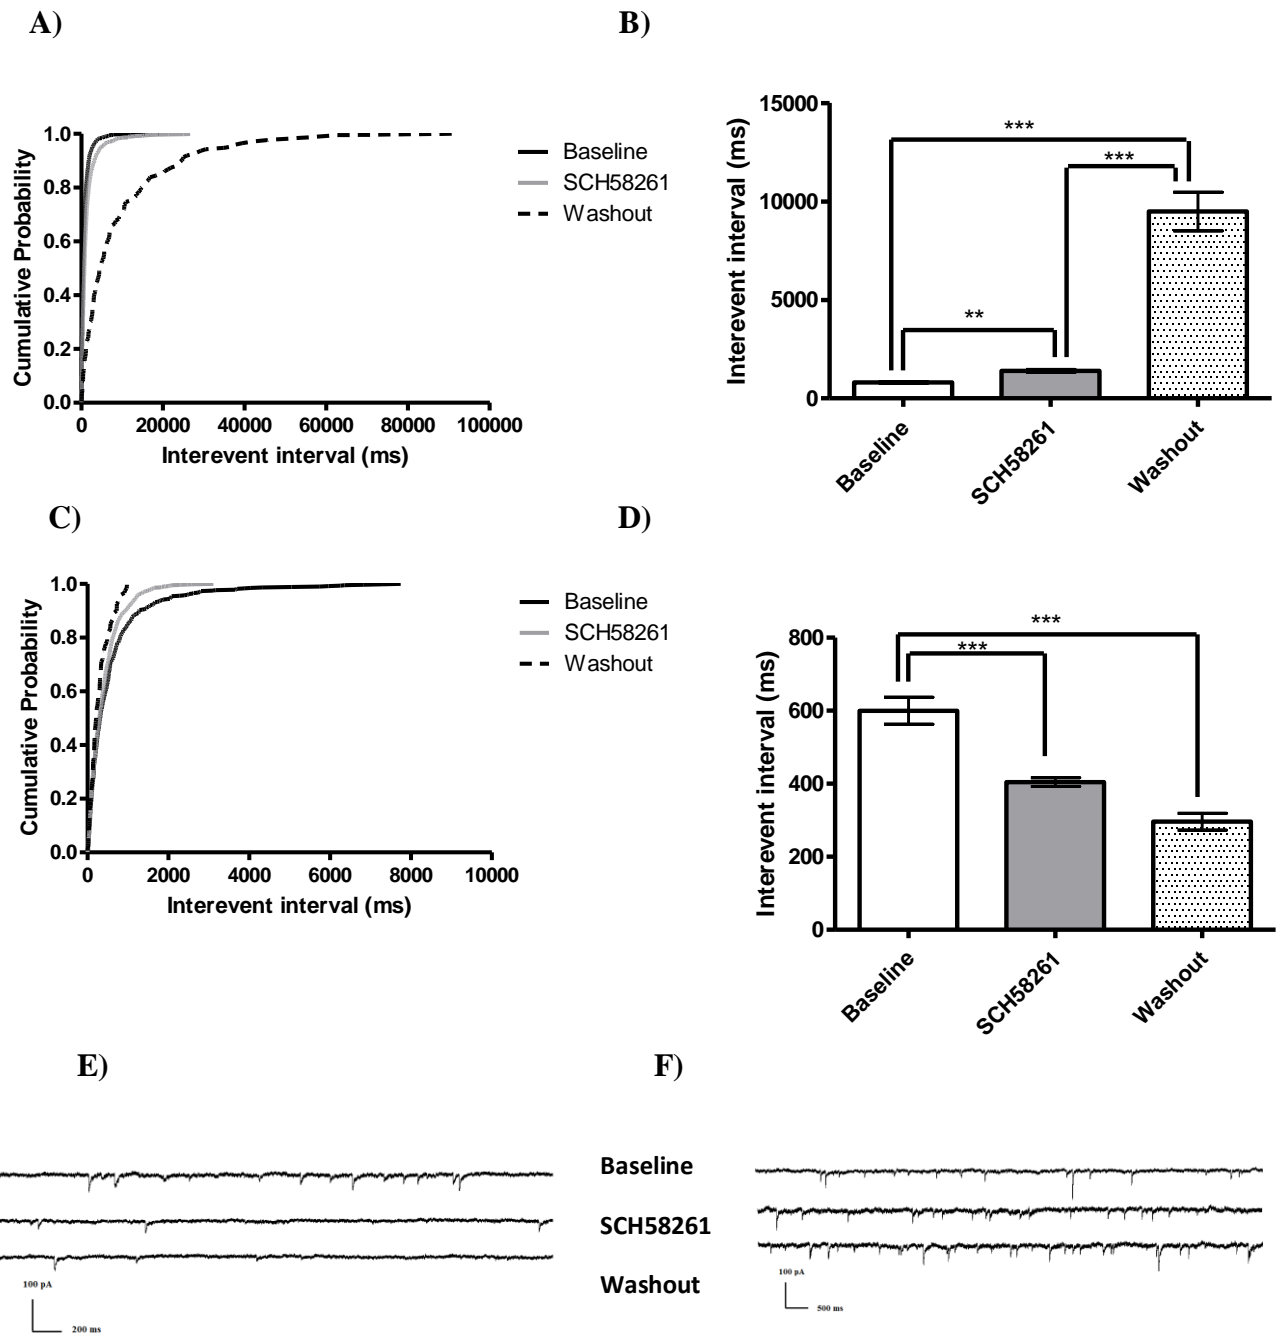 A)
B)
Cumulative Probability
1.0
0.8
0.6
0.4
0.2
0.0
0 20000 40000 60000 80000 100000
Interevent interval (ms)
Baseline
SCH58261
Washout
Interevent interval (ms)
15000
10000
5000
0
***
***
**
Baseline
SCH58261
Washout
C)
D)
Cumulative Probability
1.0
0.8
0.6
0.4
0.2
0.0
0 2000 4000 6000 8000 10000
Interevent interval (ms)
Baseline
SCH58261
Washout
Interevent interval (ms)
800
600
400
200
0
***
***
Baseline
SCH58261
Washout
E)
F)
Baseline
SCH58261
Washout
100 pA
200 ms
100 pA
500 ms